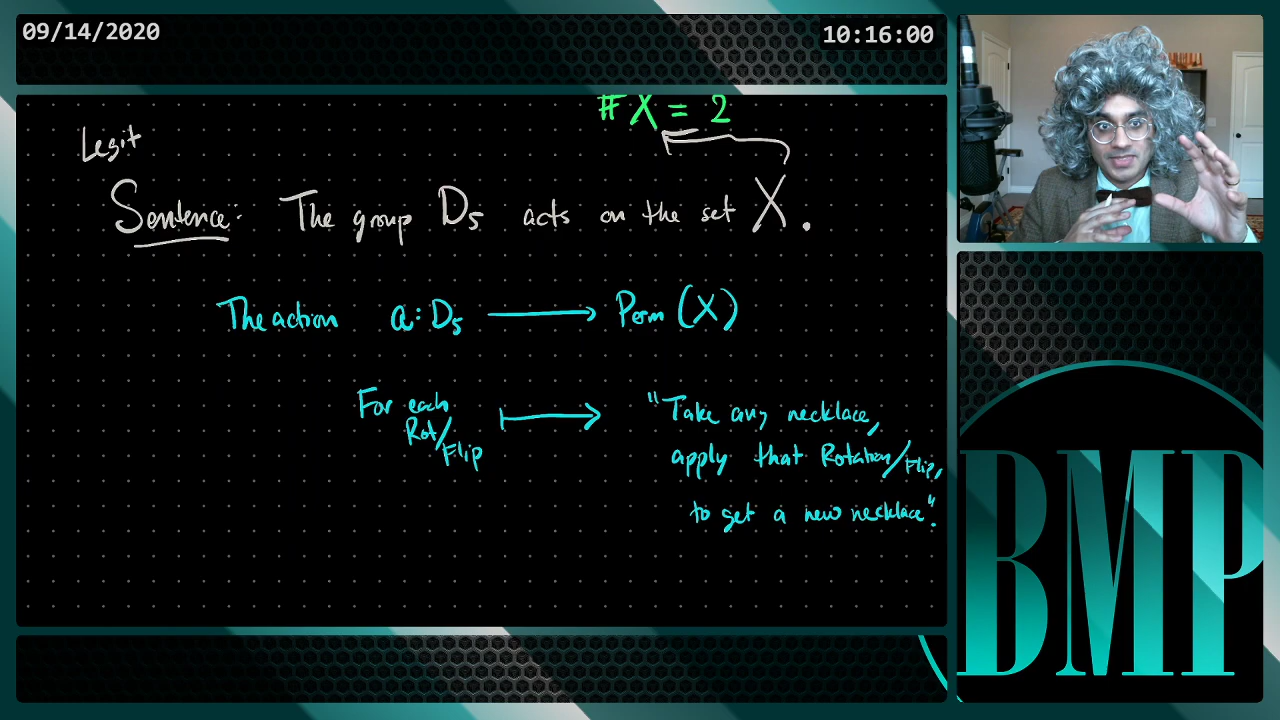 09/14/2020
10:16:00
# X = 2
Legit
Sentence: The group D5 acts on the set X.
The action a: D5 → Perm (X)
For each
Rot/
Flip
"Take any necklace,
apply that Rotation/Flip,
to get a new necklace".
BMP